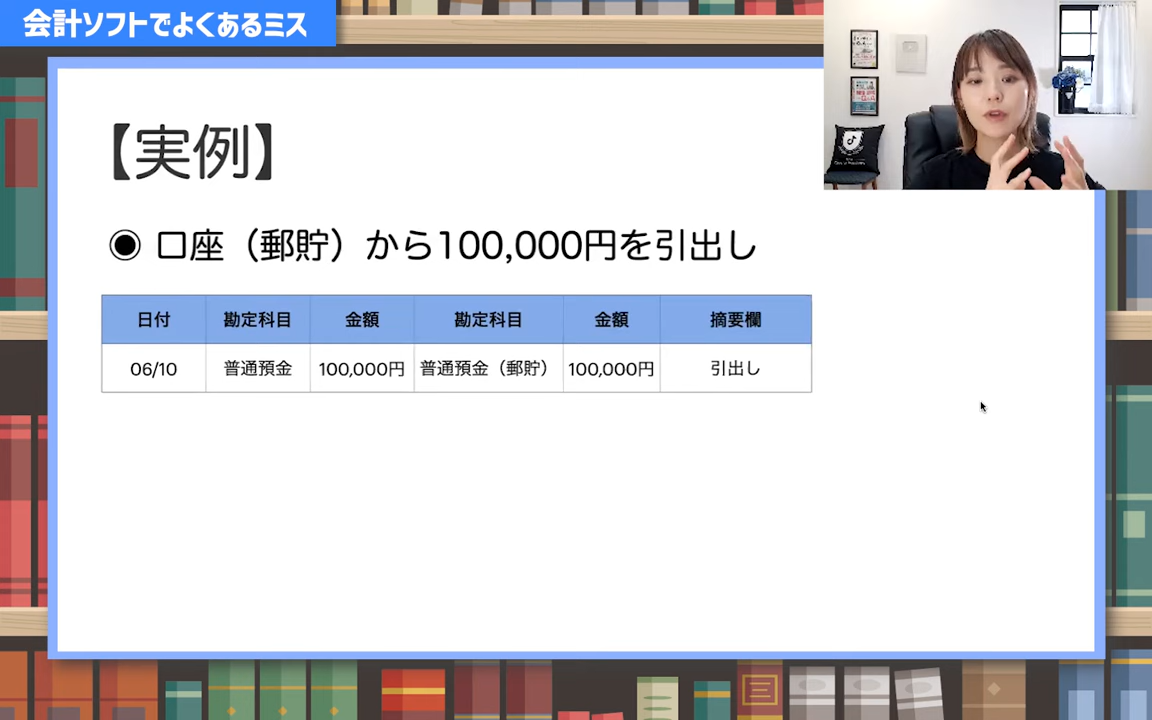 会計ソフトでよくあるミス
【実例】
◉ 口座（郵貯）から100,000円を引出し
日付 勘定科目 金額 勘定科目 金額 摘要欄
06/10 普通預金 100,000円 普通預金（郵貯） 100,000円 引出し